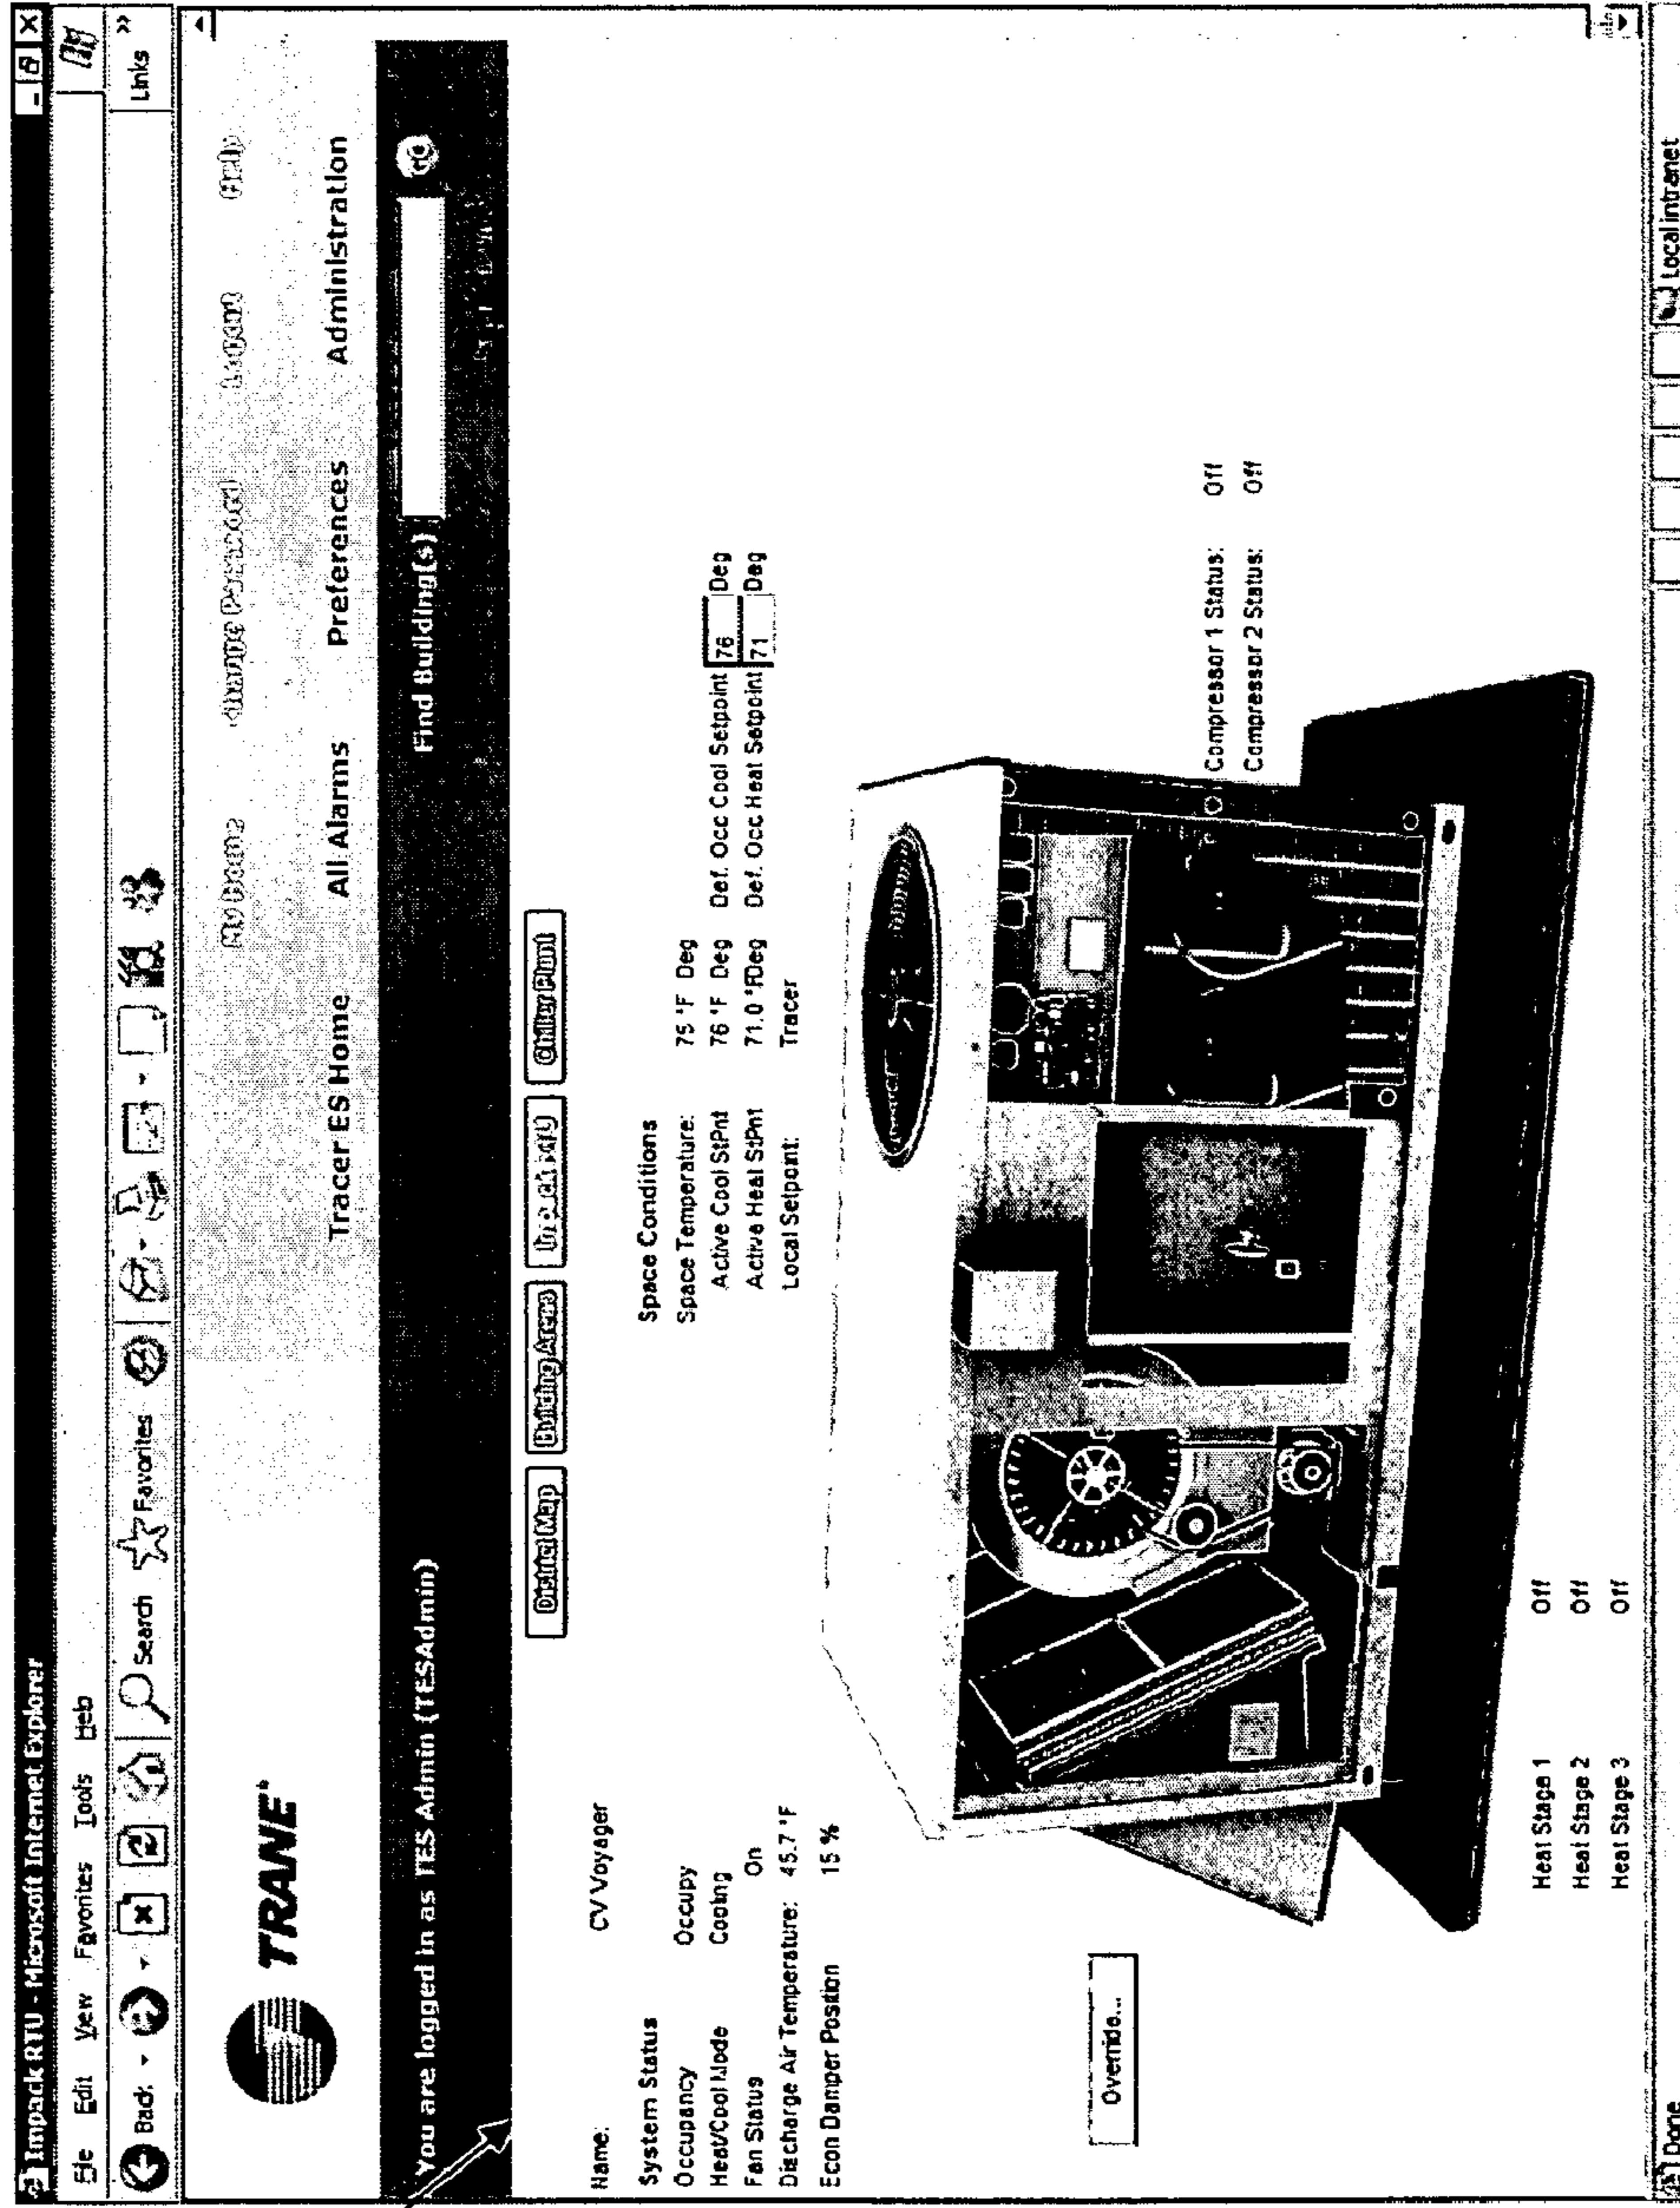 Impack RTU - Microsoft Internet Explorer
File Edit View Favorites Tools Help
Back Search Favorites Links
TRANE
My Home Change Password Logout Help
Tracer ES Home All Alarms Preferences Administration
You are logged in as TES Admin (TESAdmin) Find Building(s) GO
District Map Building Areas Impack RTU Chiller Plant
Name: CV Voyager
System Status Space Conditions
Occupancy Occupy Space Temperature: 75 °F Deg
Heat/Cool Mode Cooling Active Cool StPnt 76 °F Deg Def. Occ Cool Setpoint 76 Deg
Fan Status On Active Heat StPnt 71.0 °F Deg Def. Occ Heat Setpoint 71 Deg
Discharge Air Temperature: 45.7 °F Local Setpoint: Tracer
Econ Damper Position 15 %
Override...
Compressor 1 Status: Off
Compressor 2 Status: Off
Heat Stage 1 Off
Heat Stage 2 Off
Heat Stage 3 Off
Done Local intranet